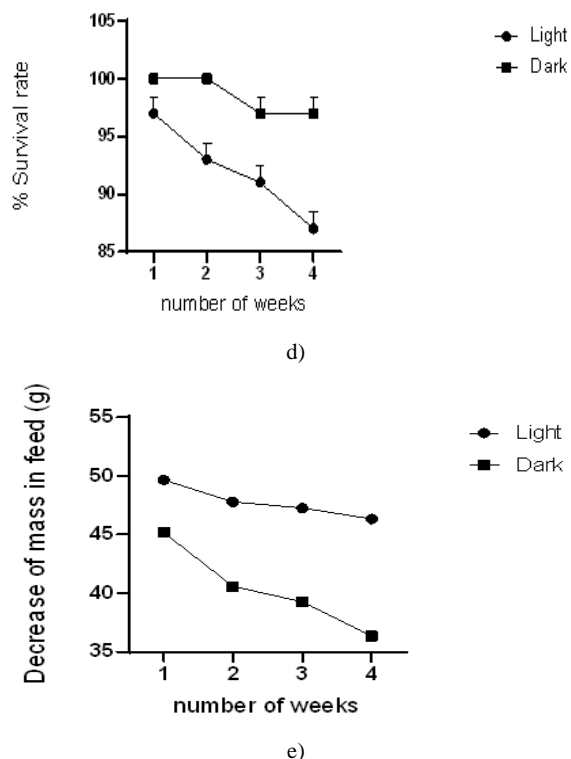 105
100
95
90
85
% Survival rate
1 2 3 4
number of weeks
Light
Dark
d)
55
50
45
40
35
Decrease of mass in feed (g)
1 2 3 4
number of weeks
Light
Dark
e)